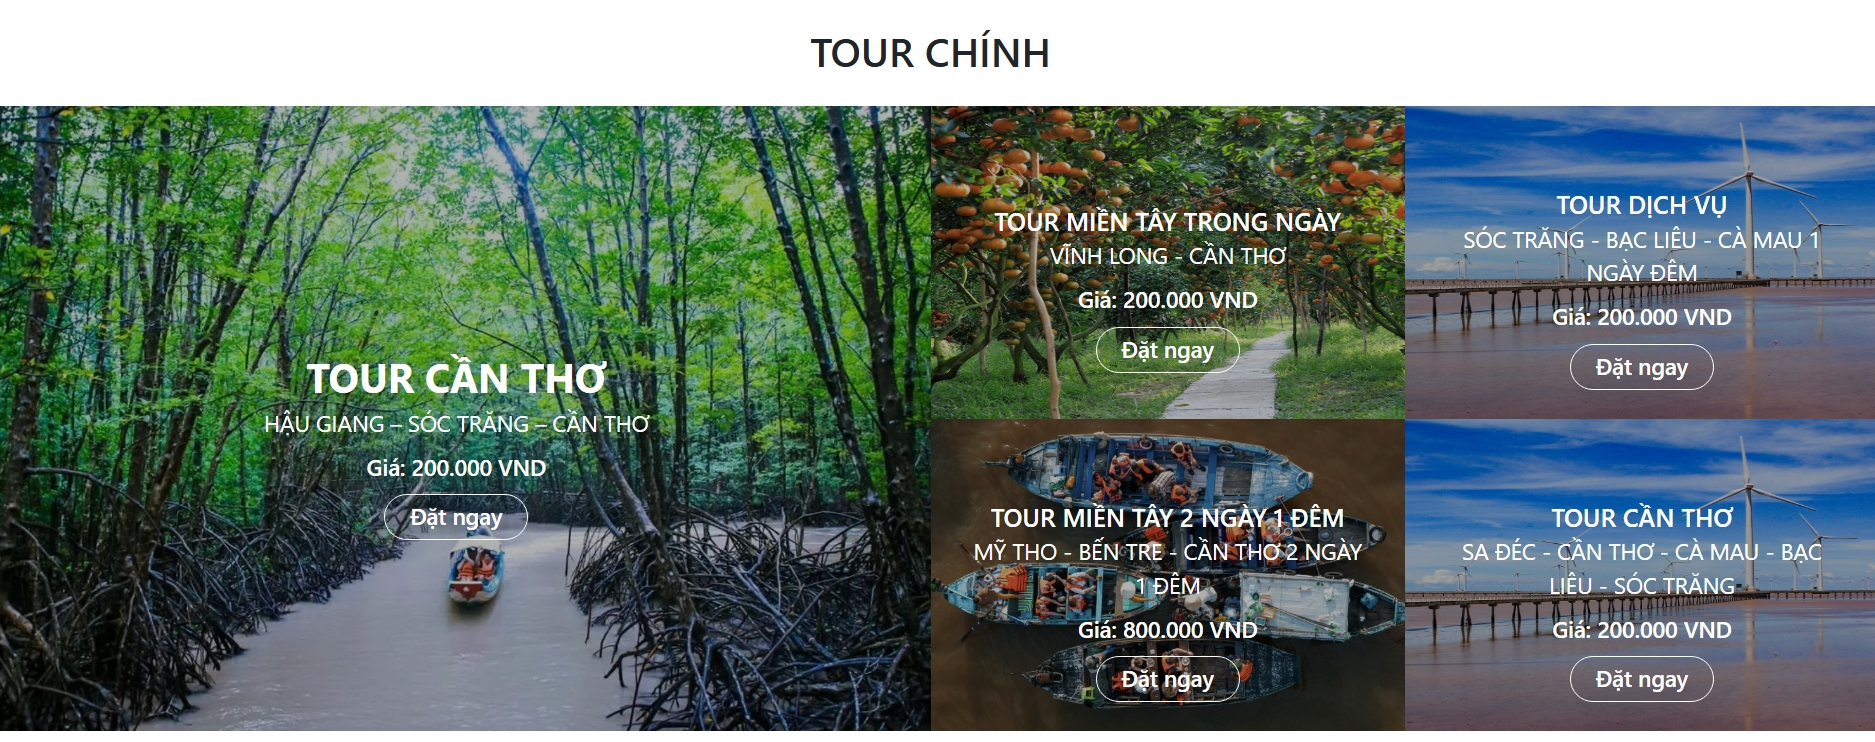 TOUR CHÍNH
TOUR CẦN THƠ
HẬU GIANG – SÓC TRĂNG – CẦN THƠ
Giá: 200.000 VND
Đặt ngay
TOUR MIỀN TÂY TRONG NGÀY
VĨNH LONG - CẦN THƠ
Giá: 200.000 VND
Đặt ngay
TOUR DỊCH VỤ
SÓC TRĂNG - BẠC LIÊU - CÀ MAU 1
NGÀY ĐÊM
Giá: 200.000 VND
Đặt ngay
TOUR MIỀN TÂY 2 NGÀY 1 ĐÊM
MỸ THO - BẾN TRE - CẦN THƠ 2 NGÀY
1 ĐÊM
Giá: 800.000 VND
Đặt ngay
TOUR CẦN THƠ
SA ĐÉC - CẦN THƠ - CÀ MAU - BẠC
LIÊU - SÓC TRĂNG
Giá: 200.000 VND
Đặt ngay